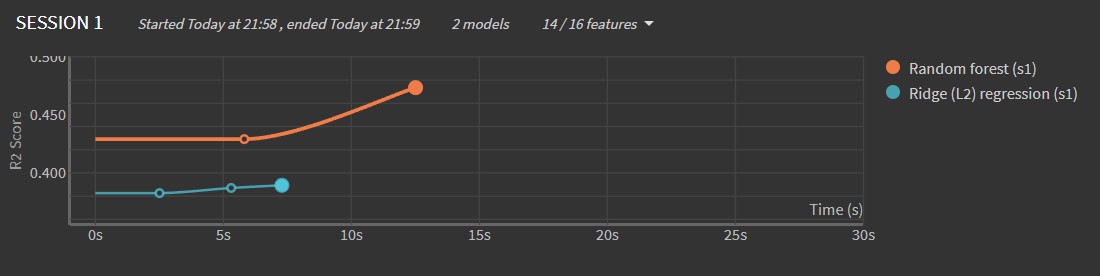 SESSION 1 Started Today at 21:58 , ended Today at 21:59 2 models 14 / 16 features
0.500
0.450
0.400
R2 Score
Time (s)
0s 5s 10s 15s 20s 25s 30s
Random forest (s1)
Ridge (L2) regression (s1)